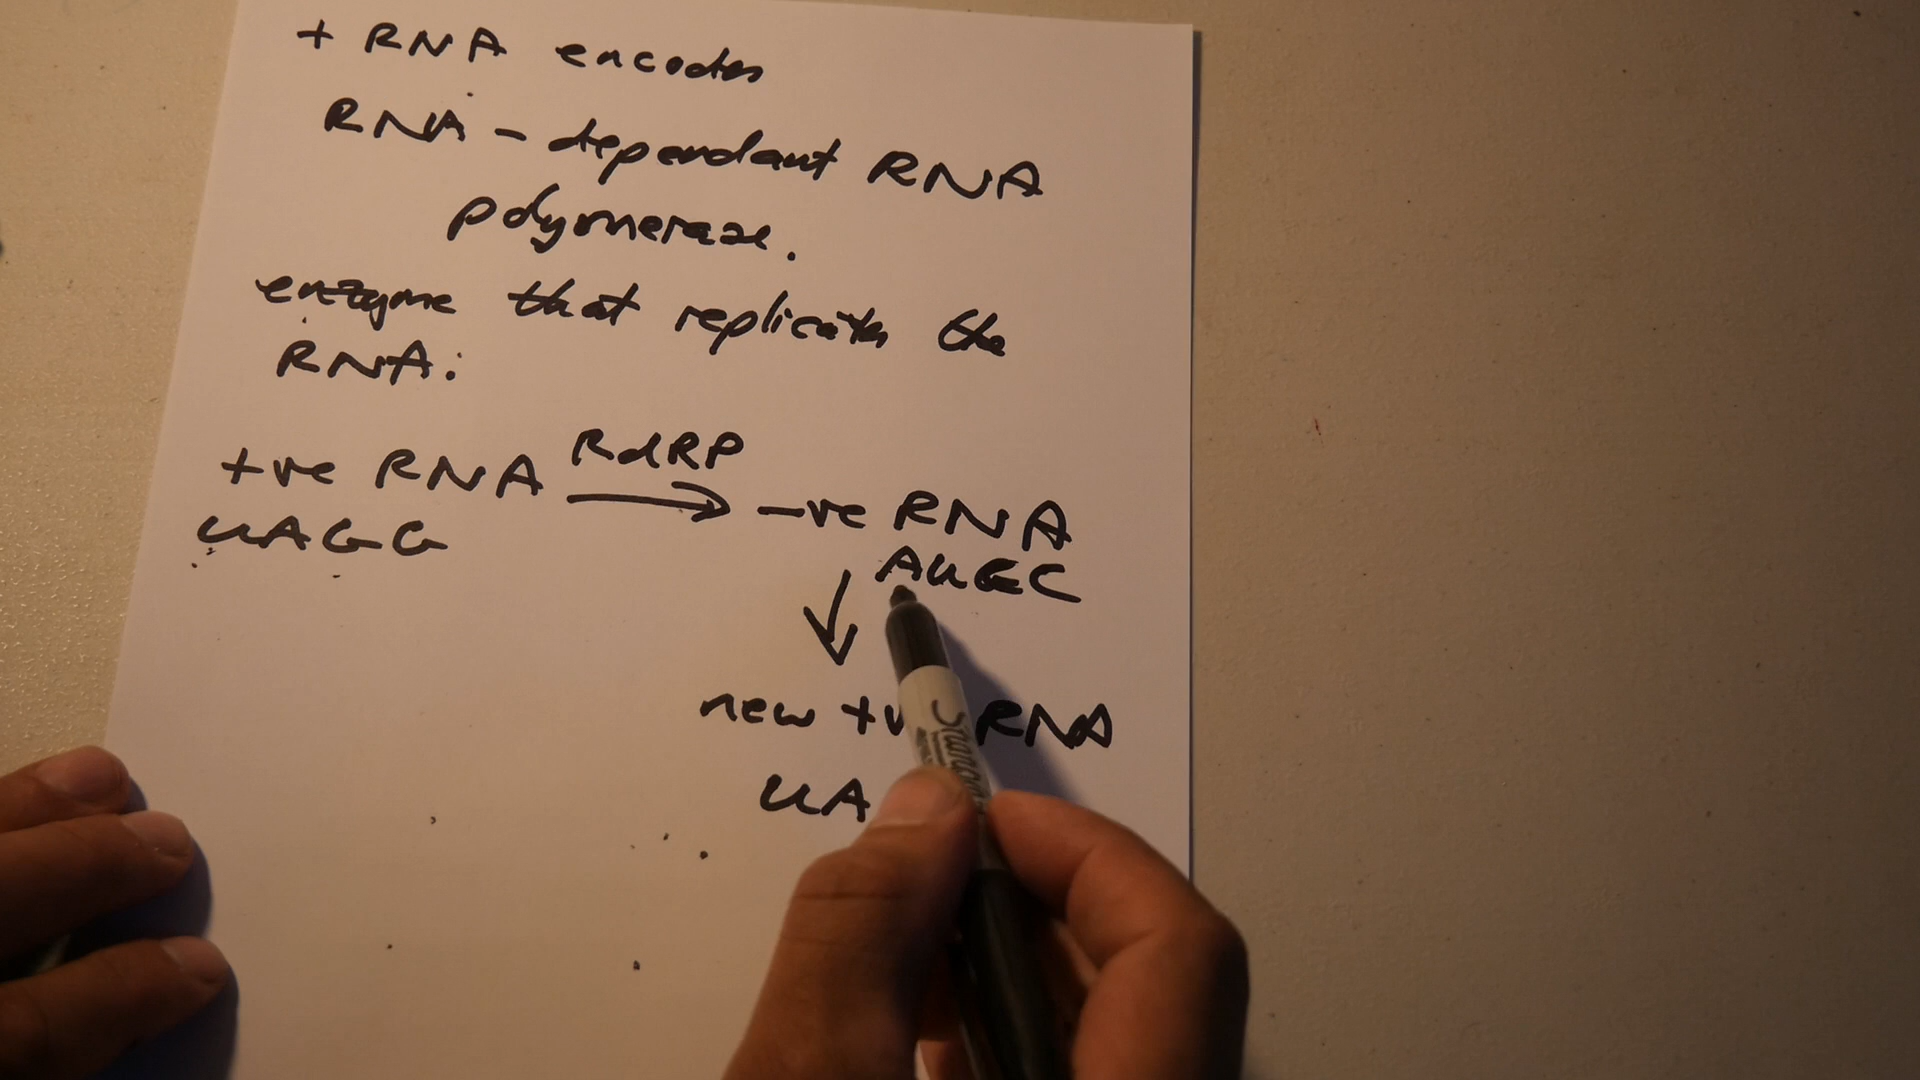 + RNA encodes
RNA - dependant RNA
polymerase.
enzyme that replicates the
RNA:
+ve RNA RdRP -ve RNA
UAGG AUCC
new +v RNA
UA